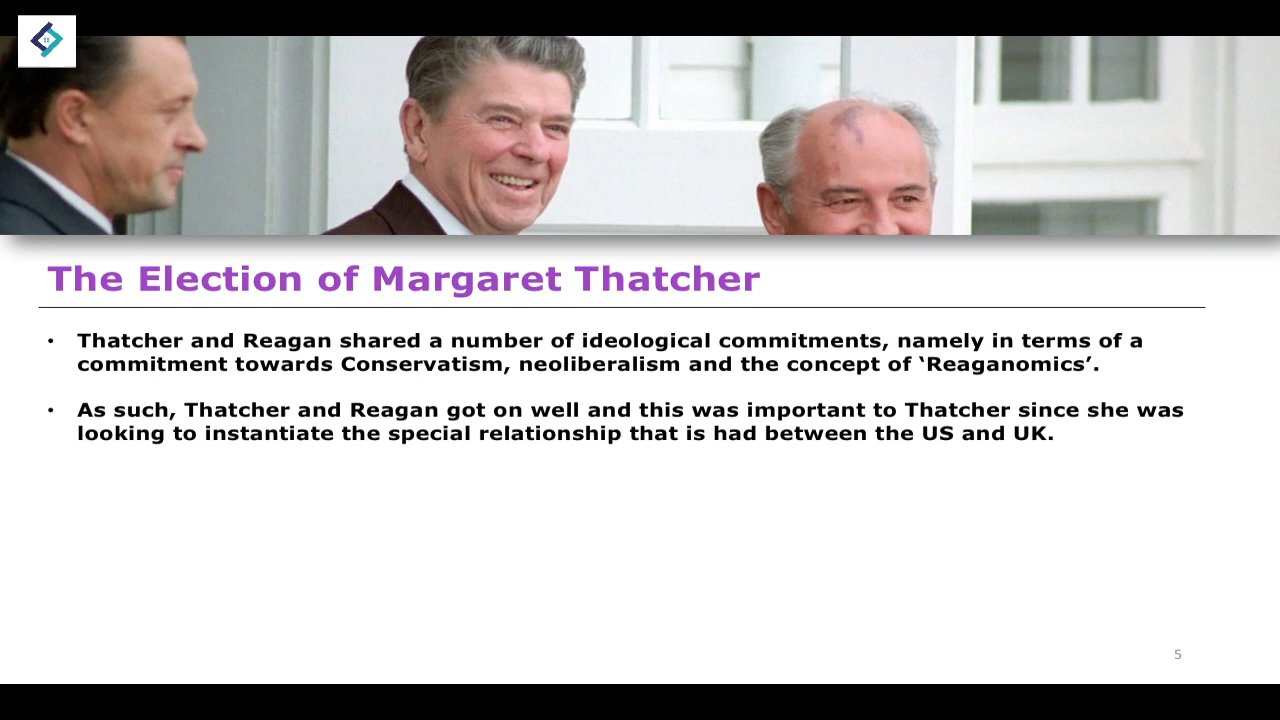 The Election of Margaret Thatcher
• Thatcher and Reagan shared a number of ideological commitments, namely in terms of a
commitment towards Conservatism, neoliberalism and the concept of ‘Reaganomics’.
• As such, Thatcher and Reagan got on well and this was important to Thatcher since she was
looking to instantiate the special relationship that is had between the US and UK.
5